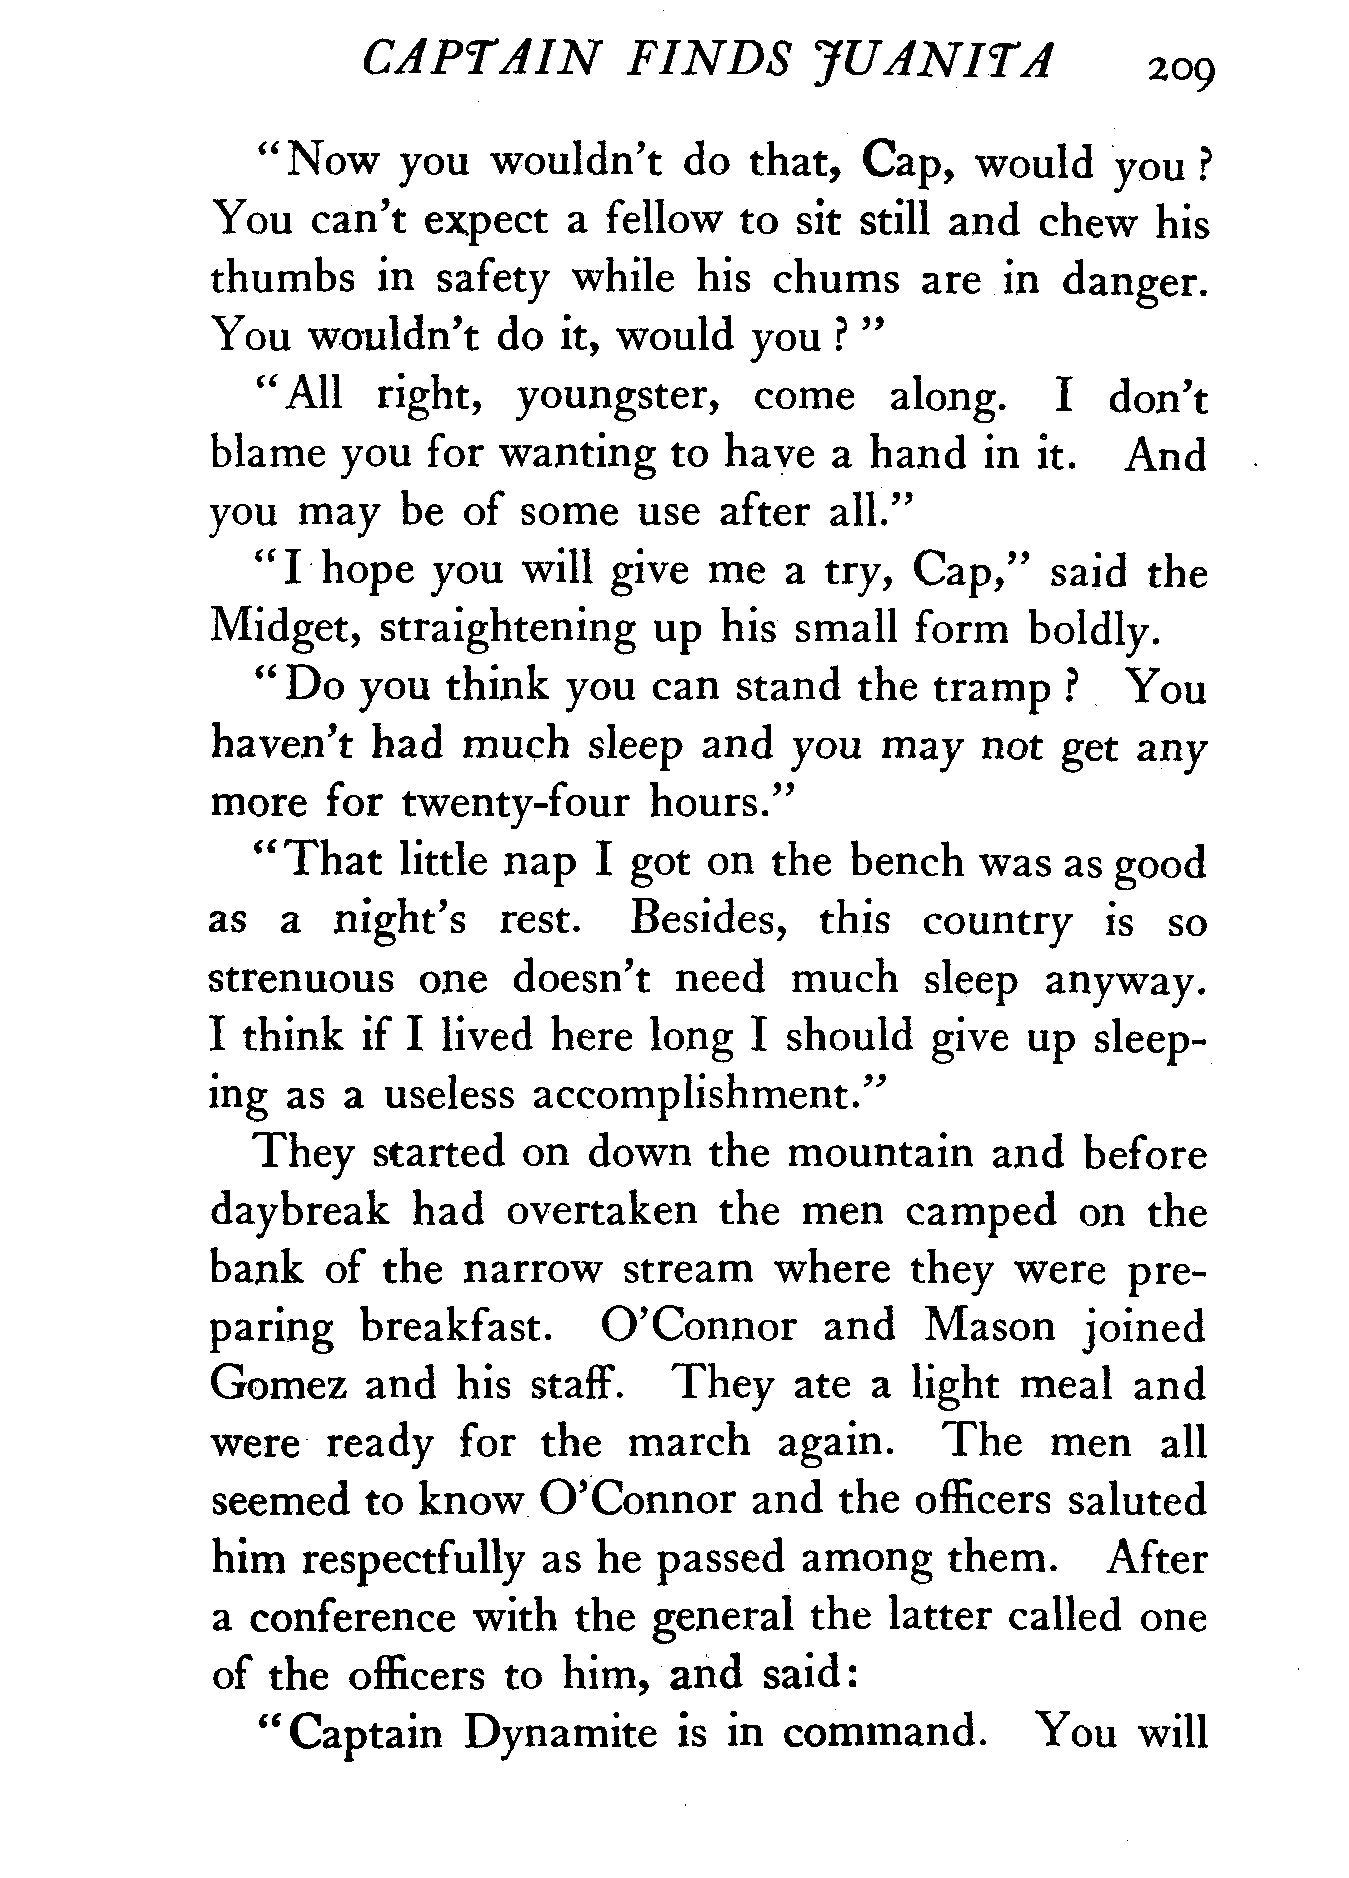 CAPTAIN FINDS JUANITA 209
"Now you wouldn't do that, Cap, would you?
You can't expect a fellow to sit still and chew his
thumbs in safety while his chums are in danger.
You wouldn't do it, would you?"
"All right, youngster, come along. I don't
blame you for wanting to have a hand in it. And
you may be of some use after all."
"I hope you will give me a try, Cap," said the
Midget, straightening up his small form boldly.
"Do you think you can stand the tramp? You
haven't had much sleep and you may not get any
more for twenty-four hours."
"That little nap I got on the bench was as good
as a night's rest. Besides, this country is so
strenuous one doesn't need much sleep anyway.
I think if I lived here long I should give up sleep-
ing as a useless accomplishment."
They started on down the mountain and before
daybreak had overtaken the men camped on the
bank of the narrow stream where they were pre-
paring breakfast. O'Connor and Mason joined
Gomez and his staff. They ate a light meal and
were ready for the march again. The men all
seemed to know O'Connor and the officers saluted
him respectfully as he passed among them. After
a conference with the general the latter called one
of the officers to him, and said:
"Captain Dynamite is in command. You will